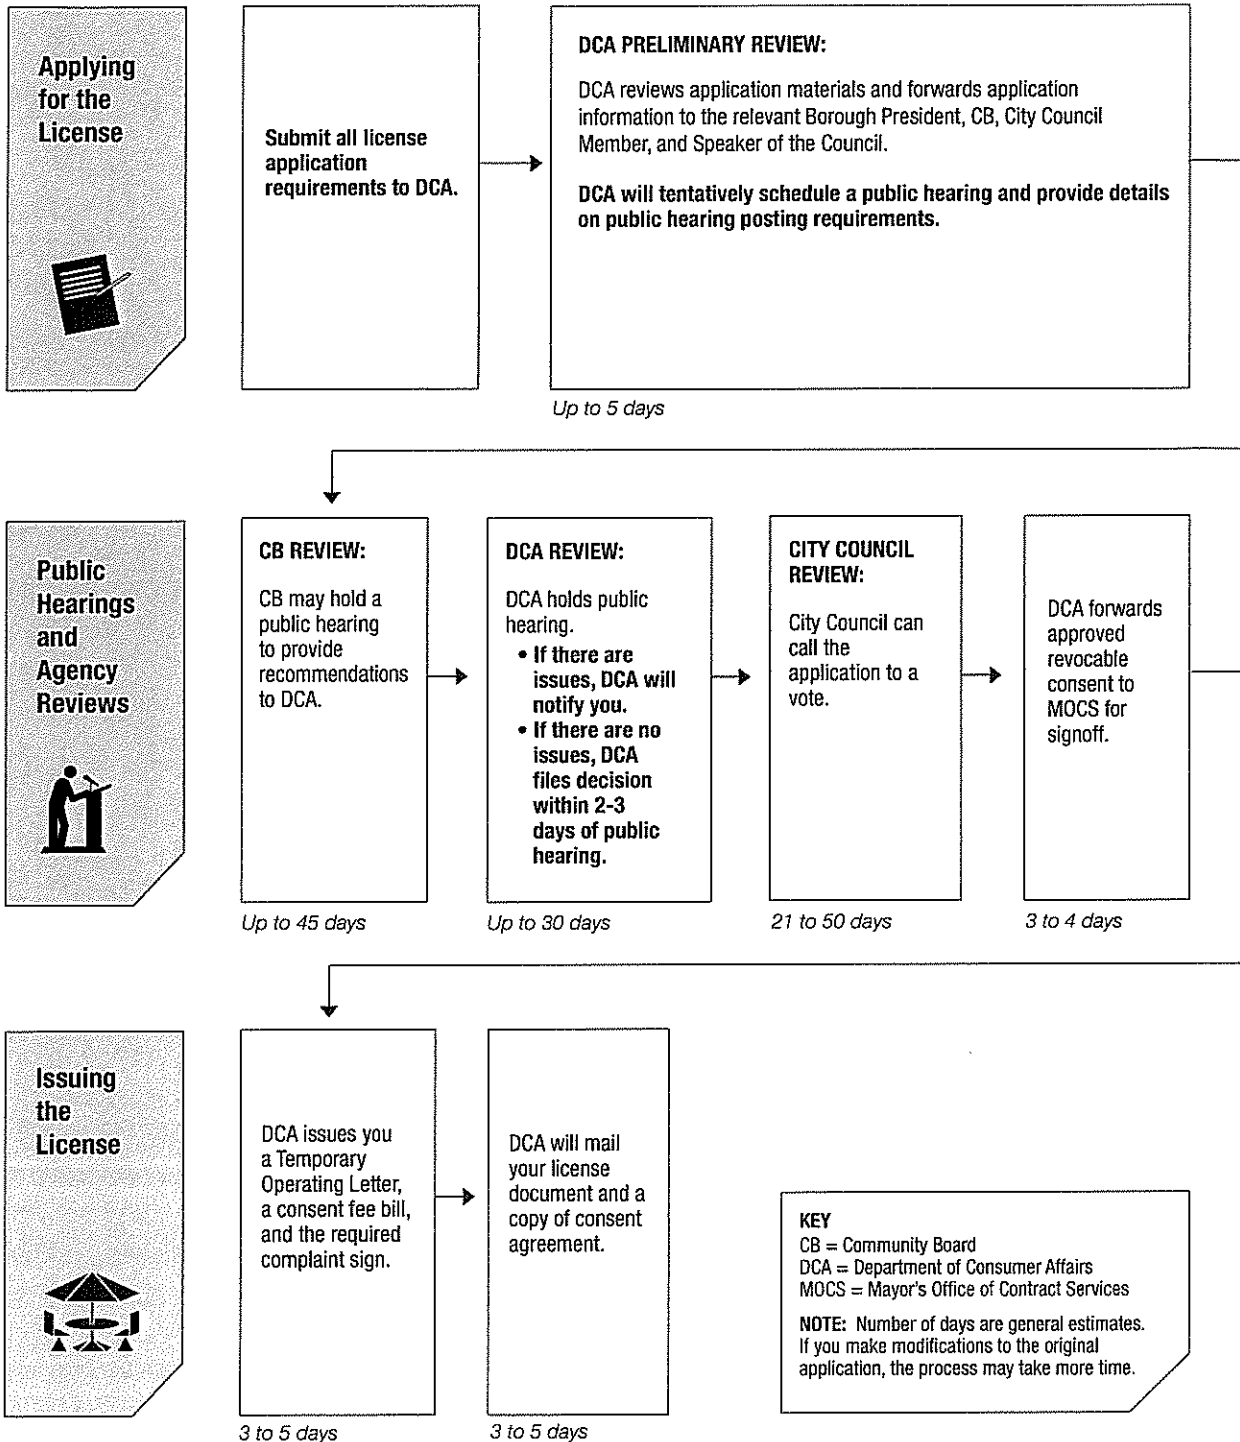 Applying
for the
License
Submit all license
application
requirements to DCA.
DCA PRELIMINARY REVIEW:
DCA reviews application materials and forwards application
information to the relevant Borough President, CB, City Council
Member, and Speaker of the Council.
DCA will tentatively schedule a public hearing and provide details
on public hearing posting requirements.
Up to 5 days
Public
Hearings
and
Agency
Reviews
CB REVIEW:
CB may hold a
public hearing
to provide
recommendations
to DCA.
Up to 45 days
DCA REVIEW:
DCA holds public
hearing.
• If there are
issues, DCA will
notify you.
• If there are no
issues, DCA
files decision
within 2-3
days of public
hearing.
Up to 30 days
CITY COUNCIL
REVIEW:
City Council can
call the
application to a
vote.
21 to 50 days
DCA forwards
approved
revocable
consent to
MOCS for
signoff.
3 to 4 days
Issuing
the
License
DCA issues you
a Temporary
Operating Letter,
a consent fee bill,
and the required
complaint sign.
3 to 5 days
DCA will mail
your license
document and a
copy of consent
agreement.
3 to 5 days
KEY
CB = Community Board
DCA = Department of Consumer Affairs
MOCS = Mayor's Office of Contract Services
NOTE: Number of days are general estimates.
If you make modifications to the original
application, the process may take more time.